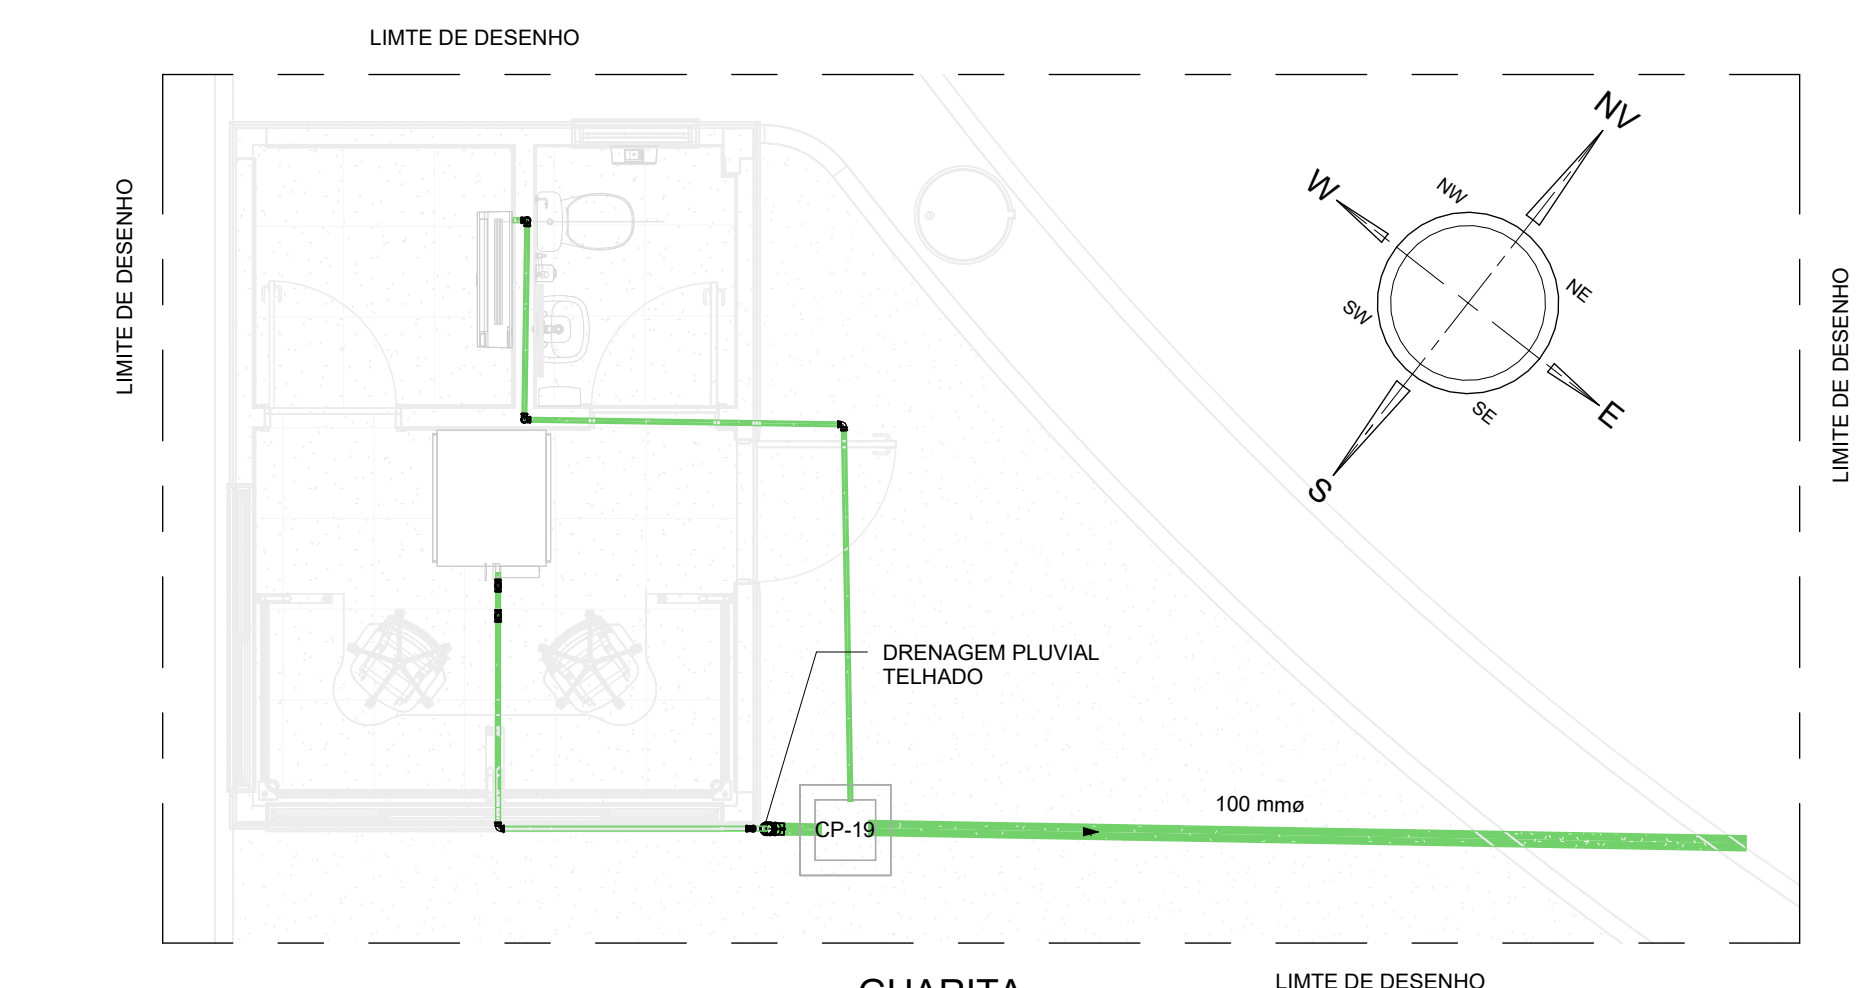 LIMTE DE DESENHO
LIMITE DE DESENHO
NV
W
NW
NE
SW
SE
E
S
LIMITE DE DESENHO
DRENAGEM PLUVIAL
TELHADO
100 mmø
CP-19
GUARITA
LIMTE DE DESENHO